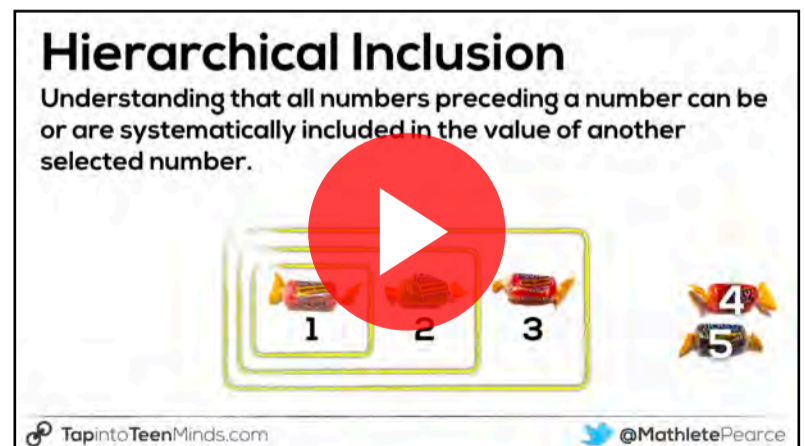 Hierarchical Inclusion
Understanding that all numbers preceding a number can be
or are systematically included in the value of another
selected number.
1 2 3
4
5
TapintoTeenMinds.com @MathletePearce